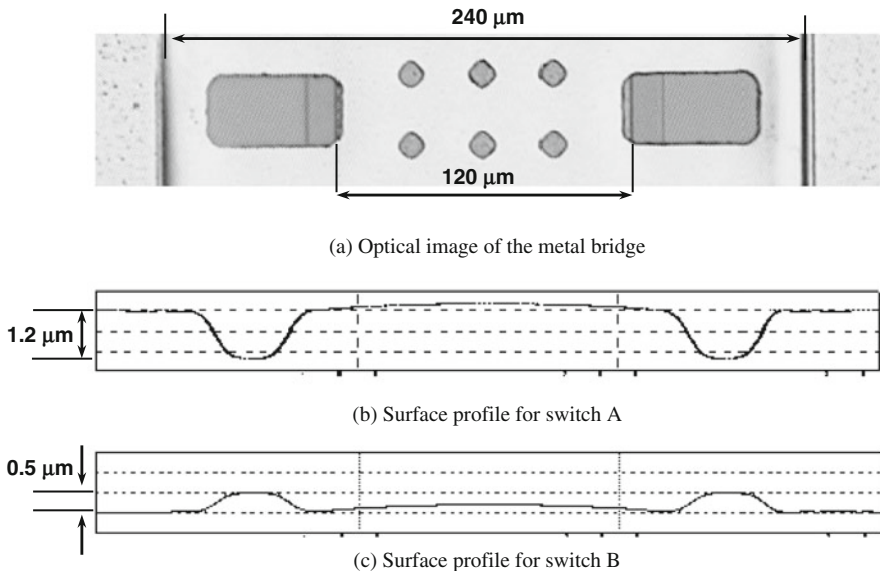 240 μm
120 μm
(a) Optical image of the metal bridge
1.2 μm
(b) Surface profile for switch A
0.5 μm
(c) Surface profile for switch B